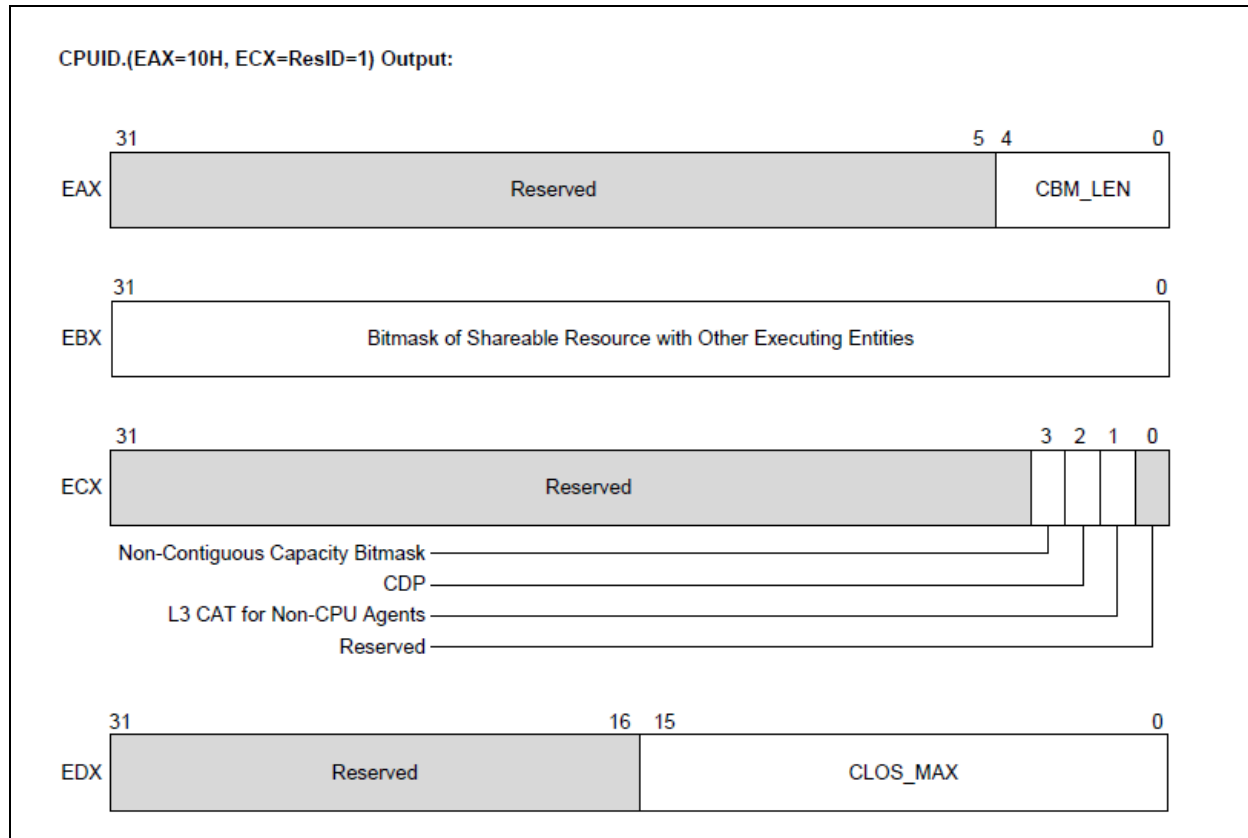 CPUID.(EAX=10H, ECX=ResID=1) Output:
31 5 4 0
EAX Reserved CBM_LEN
31 0
EBX Bitmask of Shareable Resource with Other Executing Entities
31 3 2 1 0
ECX Reserved
Non-Contiguous Capacity Bitmask
CDP
L3 CAT for Non-CPU Agents
Reserved
31 16 15 0
EDX Reserved CLOS_MAX